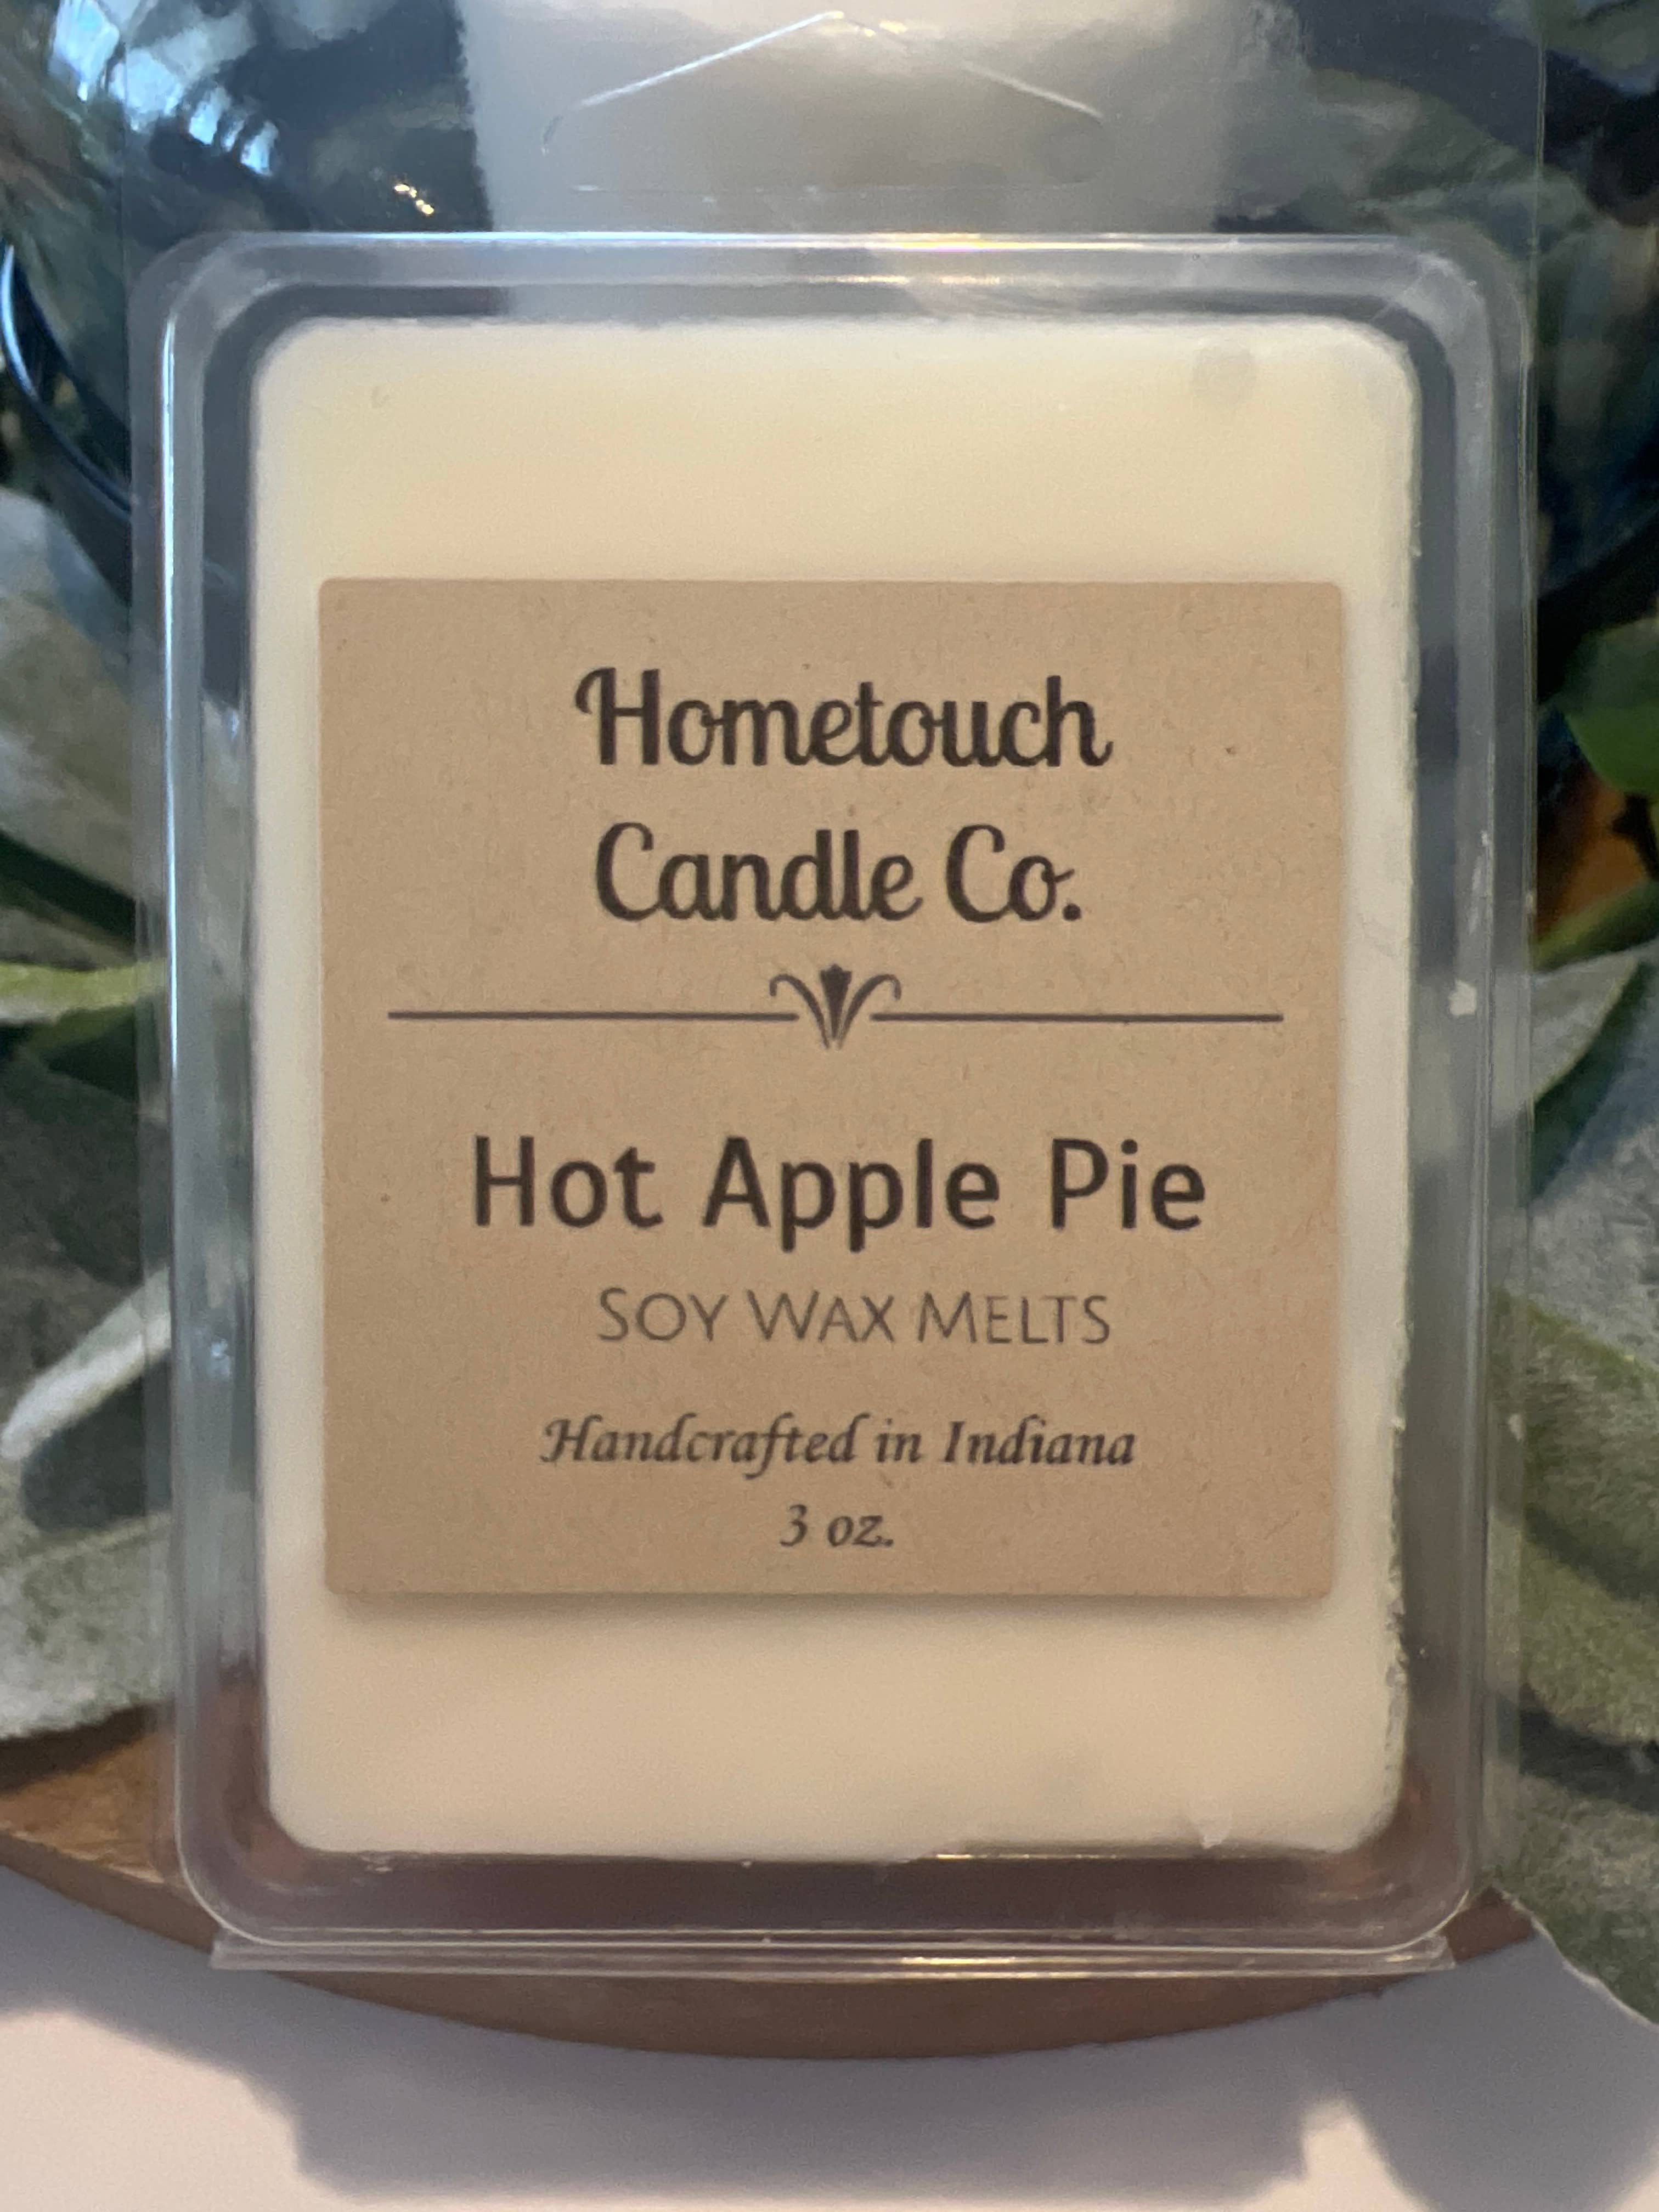 Hometouch
Candle Co.
Hot Apple Pie
SOY WAX MELTS
Handcrafted in Indiana
3 oz.